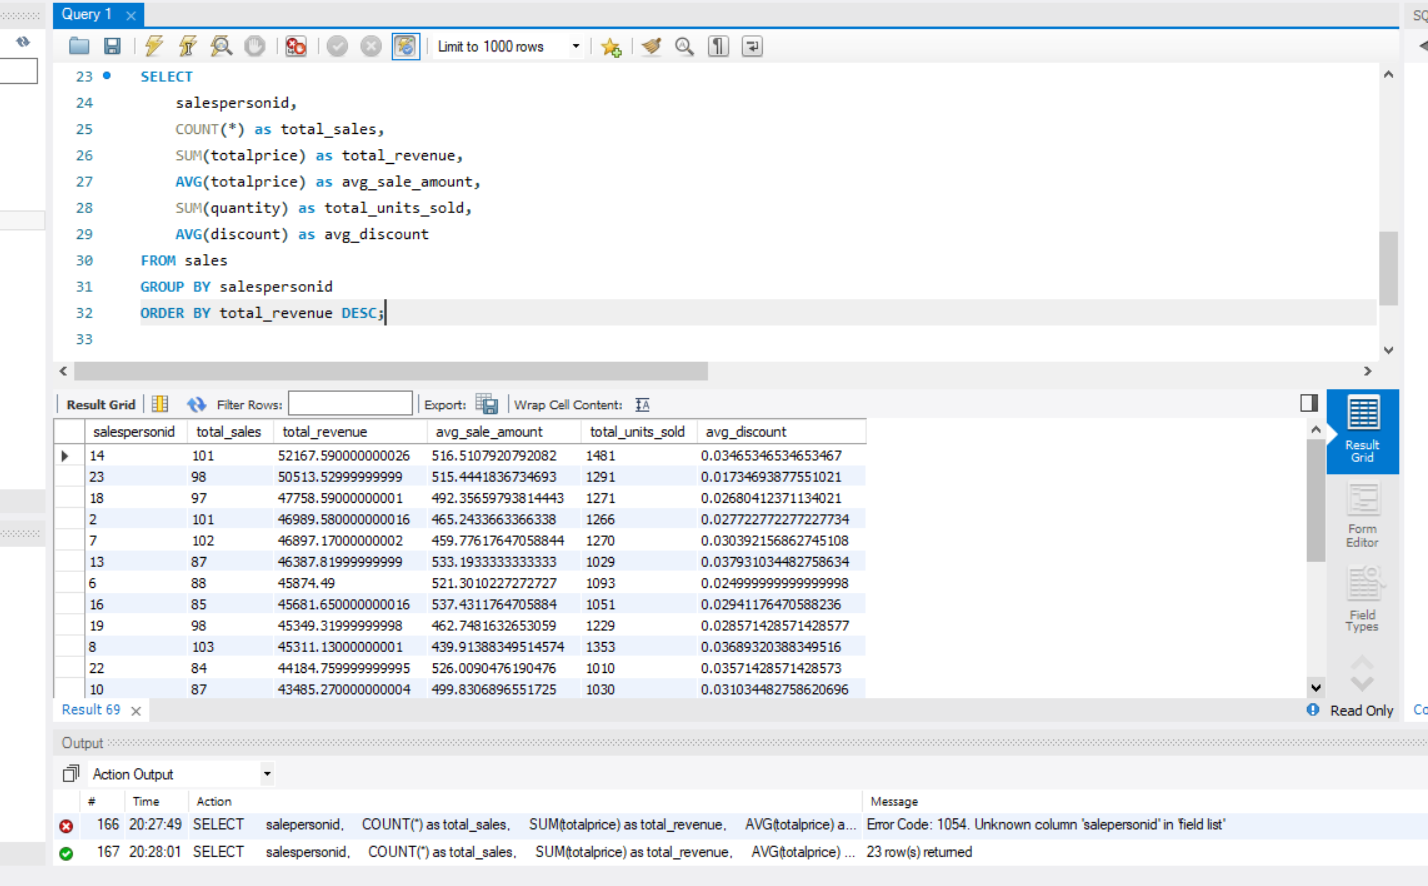 Query 1
SQ
Limit to 1000 rows
23 SELECT
24 salespersonid,
25 COUNT(*) as total_sales,
26 SUM(totalprice) as total_revenue,
27 AVG(totalprice) as avg_sale_amount,
28 SUM(quantity) as total_units_sold,
29 AVG(discount) as avg_discount
30 FROM sales
31 GROUP BY salespersonid
32 ORDER BY total_revenue DESC;
33
Result Grid Filter Rows: Export: Wrap Cell Content: IA
salespersonid total_sales total_revenue avg_sale_amount total_units_sold avg_discount
14 101 52167.590000000026 516.5107920792082 1481 0.03465346534653467
23 98 50513.52999999999 515.4441836734693 1291 0.01734693877551021
18 97 47758.59000000001 492.35659793814443 1271 0.02680412371134021
2 101 46989.580000000016 465.2433663366338 1266 0.027722772277227734
7 102 46897.17000000002 459.77617647058844 1270 0.030392156862745108
13 87 46387.81999999999 533.1933333333333 1029 0.037931034482758634
6 88 45874.49 521.3010227272727 1093 0.024999999999999998
16 85 45681.650000000016 537.4311764705884 1051 0.02941176470588236
19 98 45349.31999999998 462.7481632653059 1229 0.028571428571428577
8 103 45311.13000000001 439.91388349514574 1353 0.03689320388349516
22 84 44184.759999999995 526.0090476190476 1010 0.03571428571428573
10 87 43485.270000000004 499.8306896551725 1030 0.031034482758620696
Result
Grid
Form
Editor
Field
Types
Result 69
Read Only
Co
Output
Action Output
# Time Action Message
166 20:27:49 SELECT salepersonid, COUNT(*) as total_sales, SUM(totalprice) as total_revenue, AVG(totalprice) a... Error Code: 1054. Unknown column 'salepersonid' in 'field list'
167 20:28:01 SELECT salespersonid, COUNT(*) as total_sales, SUM(totalprice) as total_revenue, AVG(totalprice) ... 23 row(s) returned